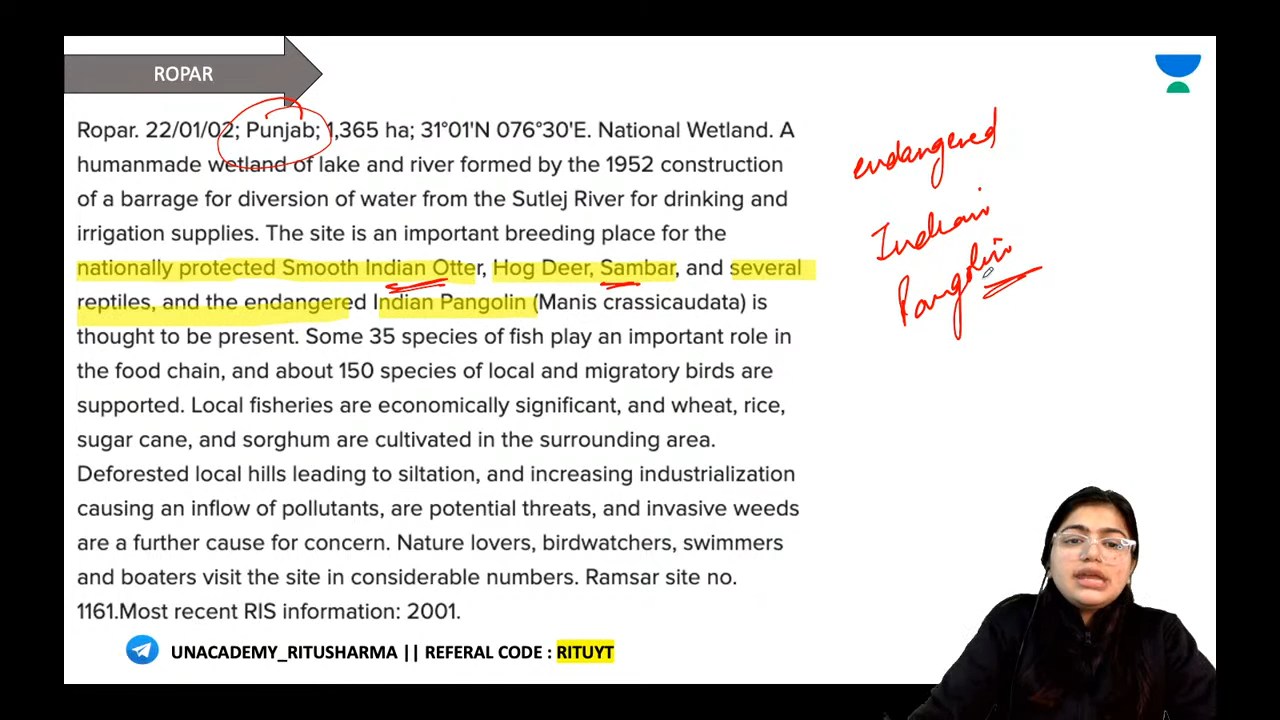 ROPAR
Ropar. 22/01/02; Punjab; 1,365 ha; 31°01'N 076°30'E. National Wetland. A
humanmade wetland of lake and river formed by the 1952 construction
of a barrage for diversion of water from the Sutlej River for drinking and
irrigation supplies. The site is an important breeding place for the
nationally protected Smooth Indian Otter, Hog Deer, Sambar, and several
reptiles, and the endangered Indian Pangolin (Manis crassicaudata) is
thought to be present. Some 35 species of fish play an important role in
the food chain, and about 150 species of local and migratory birds are
supported. Local fisheries are economically significant, and wheat, rice,
sugar cane, and sorghum are cultivated in the surrounding area.
Deforested local hills leading to siltation, and increasing industrialization
causing an inflow of pollutants, are potential threats, and invasive weeds
are a further cause for concern. Nature lovers, birdwatchers, swimmers
and boaters visit the site in considerable numbers. Ramsar site no.
1161.Most recent RIS information: 2001.
endangered
Indian
Pangolin
UNACADEMY_RITUSHARMA || REFERAL CODE : RITUYT